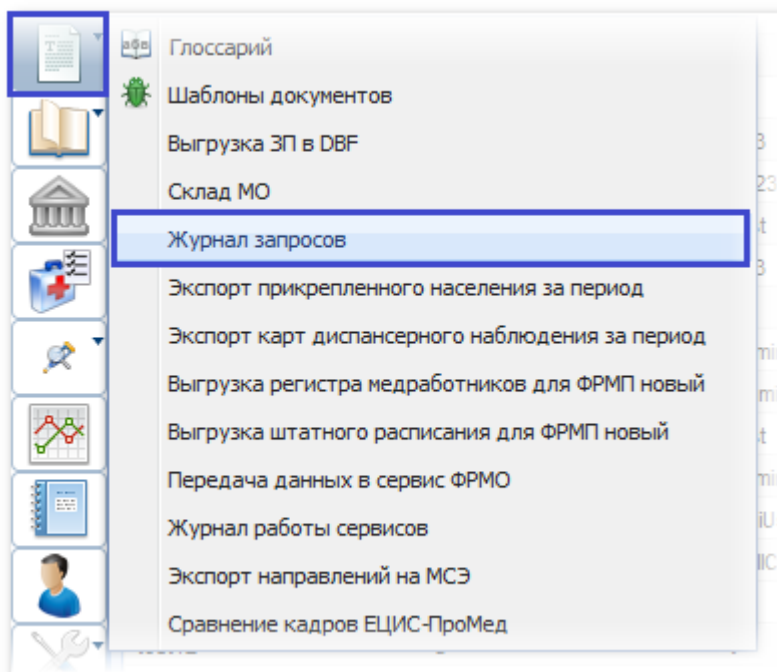 Глоссарий
Шаблоны документов
Выгрузка ЗП в DBF
Склад МО
Журнал запросов
Экспорт прикрепленного населения за период
Экспорт карт диспансерного наблюдения за период
Выгрузка регистра медработников для ФРМП новый
Выгрузка штатного расписания для ФРМП новый
Передача данных в сервис ФРМО
Журнал работы сервисов
Экспорт направлений на МСЭ
Сравнение кадров ЕЦИС-ПроМед